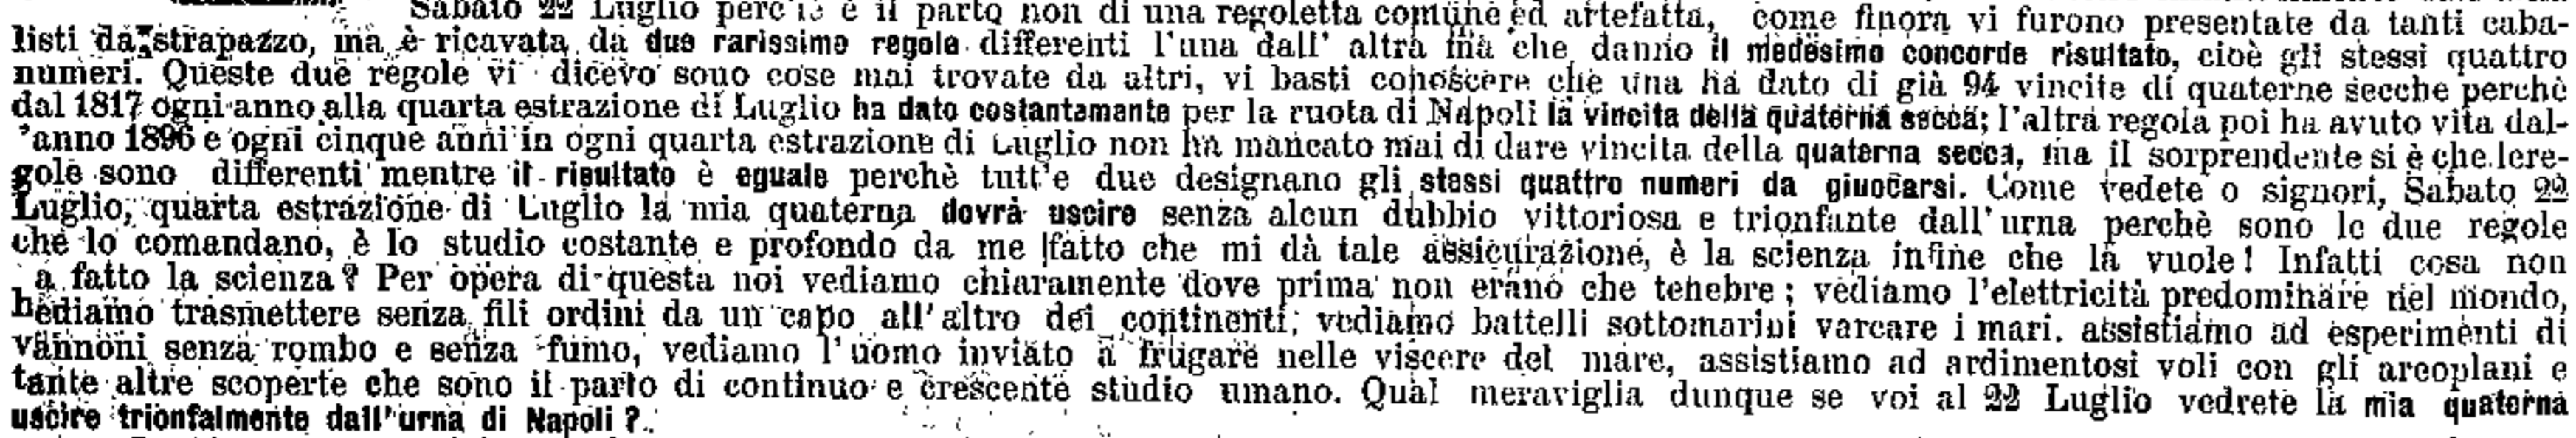 Sabato 22 Luglio perciò è il parto non di una regoletta comune ed artefatta, come finora vi furono presentate da tanti caba-
listi da strapazzo, ma è ricavata da due rarissime regole differenti l'una dall' altra ma che danno il medesimo concorde risultato, cioè gli stessi quattro
numeri. Queste due regole vi dicevo sono cose mai trovate da altri, vi basti conoscere che una ha dato di già 94 vincite di quaterne secche perchè
dal 1817 ogni anno alla quarta estrazione di Luglio ha dato costantamante per la ruota di Napoli la vincita della quaterna secca; l'altra regola poi ha avuto vita dal-
'anno 1896 e ogni cinque anni in ogni quarta estrazione di Luglio non ha mancato mai di dare vincita della quaterna secca, ma il sorprendente si è che le re-
gole sono differenti mentre il risultato è eguale perchè tutt'e due designano gli stessi quattro numeri da giuocarsi. Come vedete o signori, Sabato 22
Luglio, quarta estrazione di Luglio la mia quaterna dovrà uscire senza alcun dubbio vittoriosa e trionfante dall'urna perchè sono le due regole
che lo comandano, è lo studio costante e profondo da me fatto che mi dà tale assicurazione, è la scienza infine che la vuole! Infatti cosa non
a fatto la scienza? Per opera di questa noi vediamo chiaramente dove prima non erano che tenebre; vediamo l'elettricità predominare nel mondo,
hediamo trasmettere senza fili ordini da un capo all'altro dei continenti; vediamo battelli sottomarini varcare i mari. assistiamo ad esperimenti di
vannoni senza rombo e senza fumo, vediamo l'uomo inviato a frugare nelle viscere del mare, assistiamo ad ardimentosi voli con gli areoplani e
tante altre scoperte che sono il parto di continuo e crescente studio umano. Qual meraviglia dunque se voi al 22 Luglio vedrete la mia quaterna
uscire trionfalmente dall'urna di Napoli?